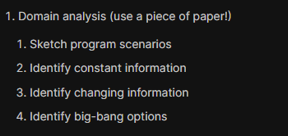 1. Domain analysis (use a piece of paper!)
1. Sketch program scenarios
2. Identify constant information
3. Identify changing information
4. Identify big-bang options